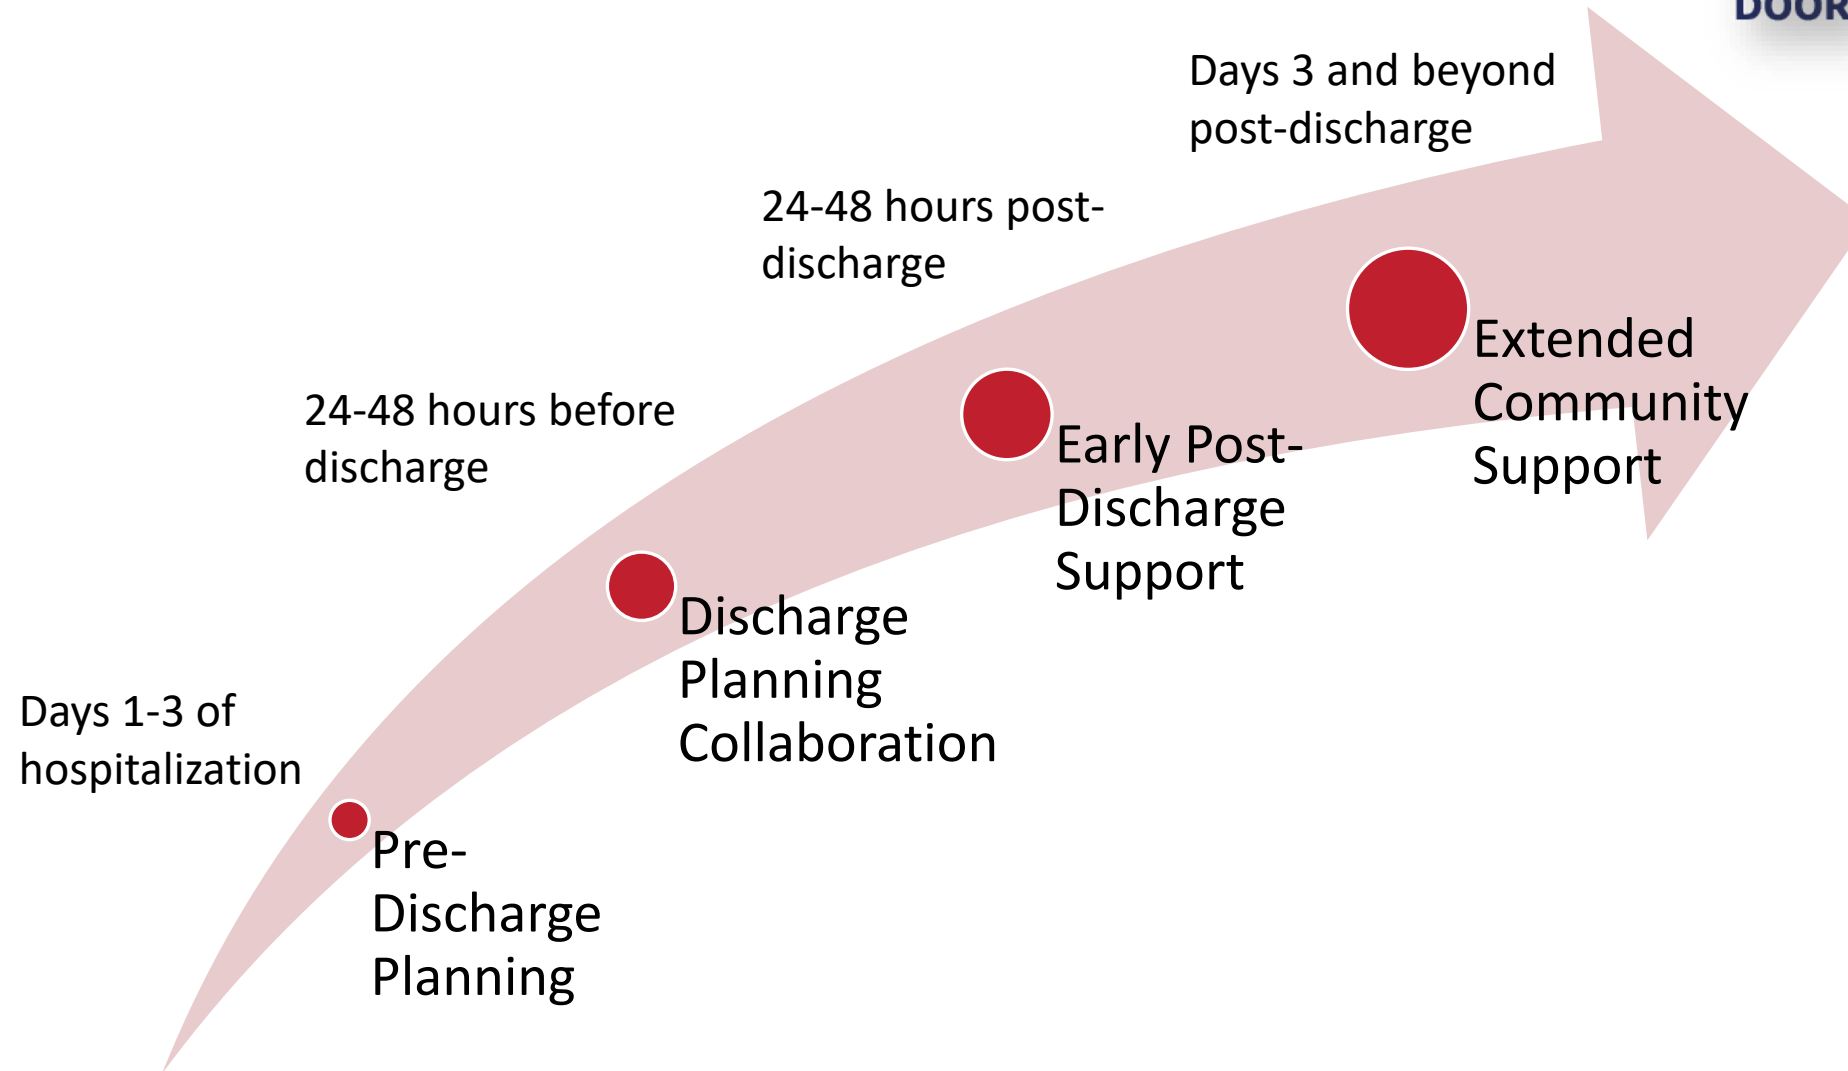 DOOR
Days 3 and beyond
post-discharge
24-48 hours post-
discharge
Extended
Community
Support
24-48 hours before
discharge
Early Post-
Discharge
Support
Discharge
Planning
Collaboration
Days 1-3 of
hospitalization
Pre-
Discharge
Planning